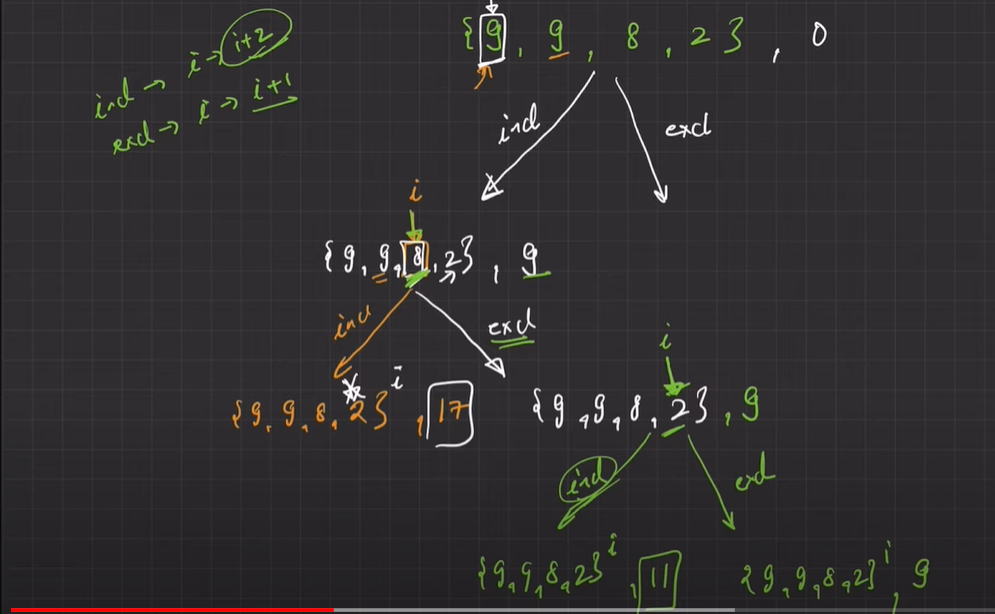 {9, 9, 8, 2}, 0
incl → i → i+2
excl → i → i+1
incl
excl
i
{9, 9, 8, 2}, 9
incl
excl
i
{9, 9, 8, 2} i, 17
{9, 9, 8, 2}, 9
incl
excl
{9, 9, 8, 2} i, 11
{9, 9, 8, 2} i, 9